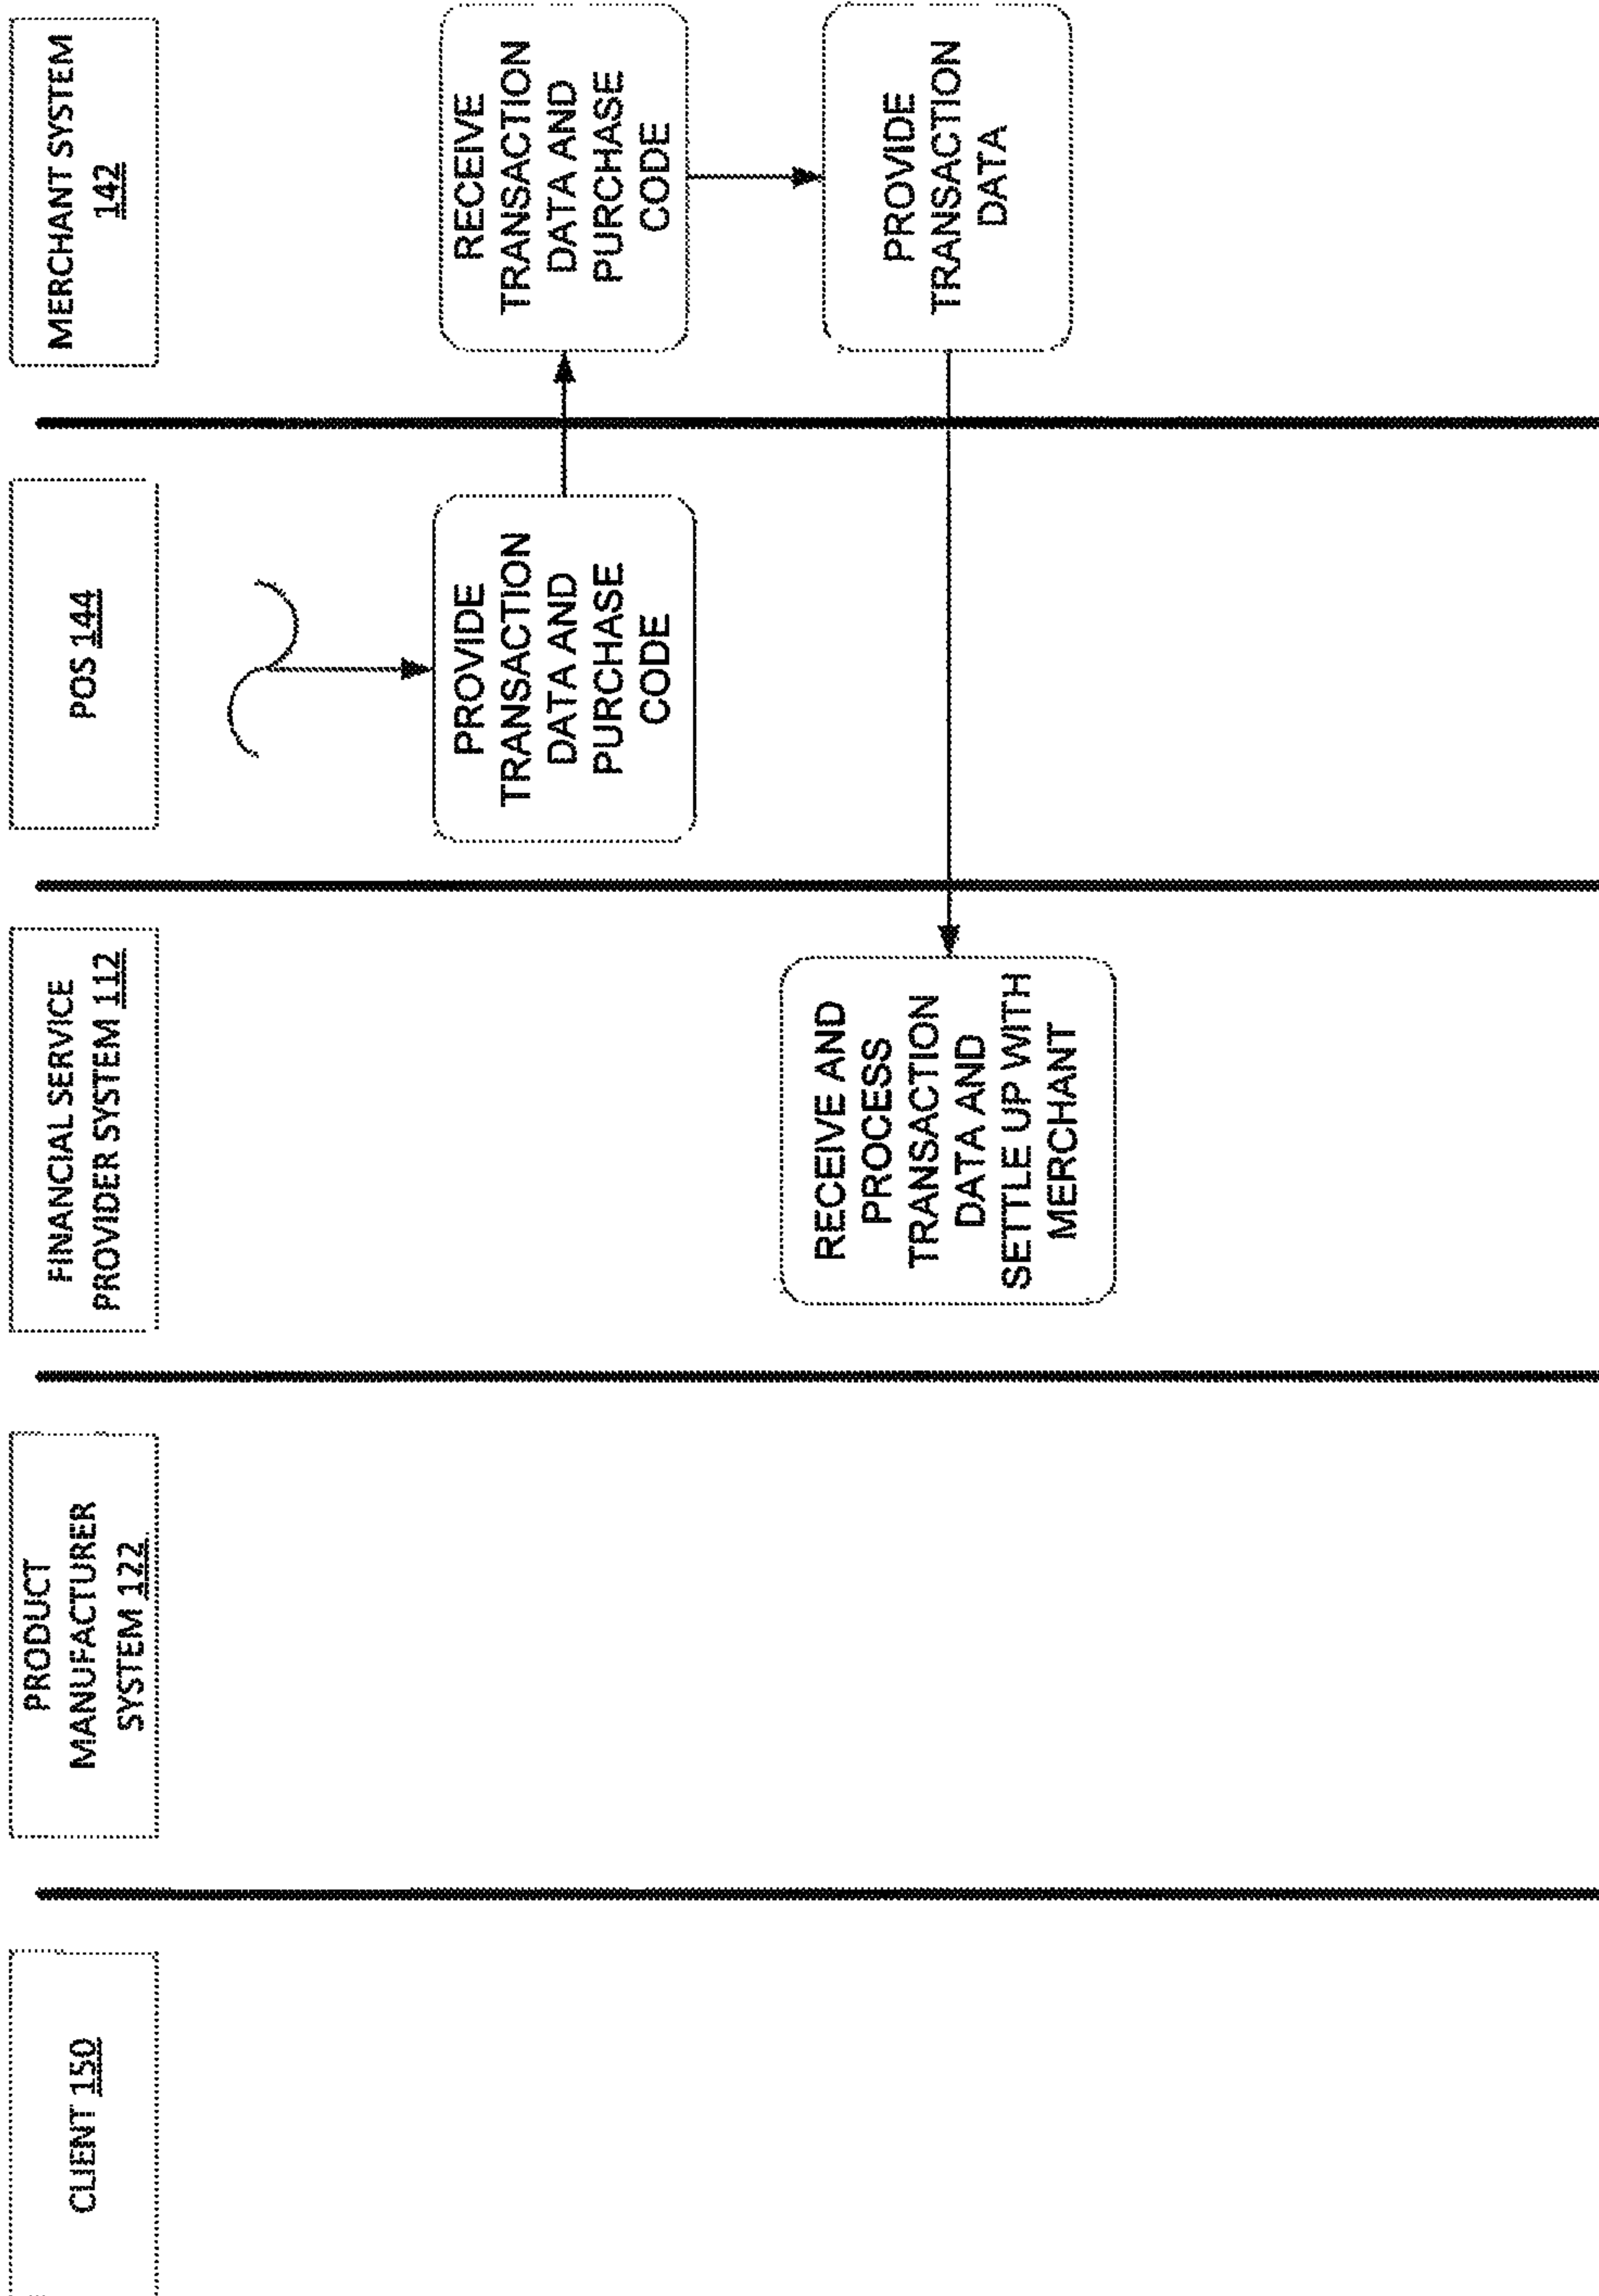 CLIENT 150
PRODUCT
MANUFACTURER
SYSTEM 122
FINANCIAL SERVICE
PROVIDER SYSTEM 112
POS 144
MERCHANT SYSTEM
142
PROVIDE
TRANSACTION
DATA AND
PURCHASE
CODE
RECEIVE
TRANSACTION
DATA AND
PURCHASE
CODE
RECEIVE AND
PROCESS
TRANSACTION
DATA AND
SETTLE UP WITH
MERCHANT
PROVIDE
TRANSACTION
DATA